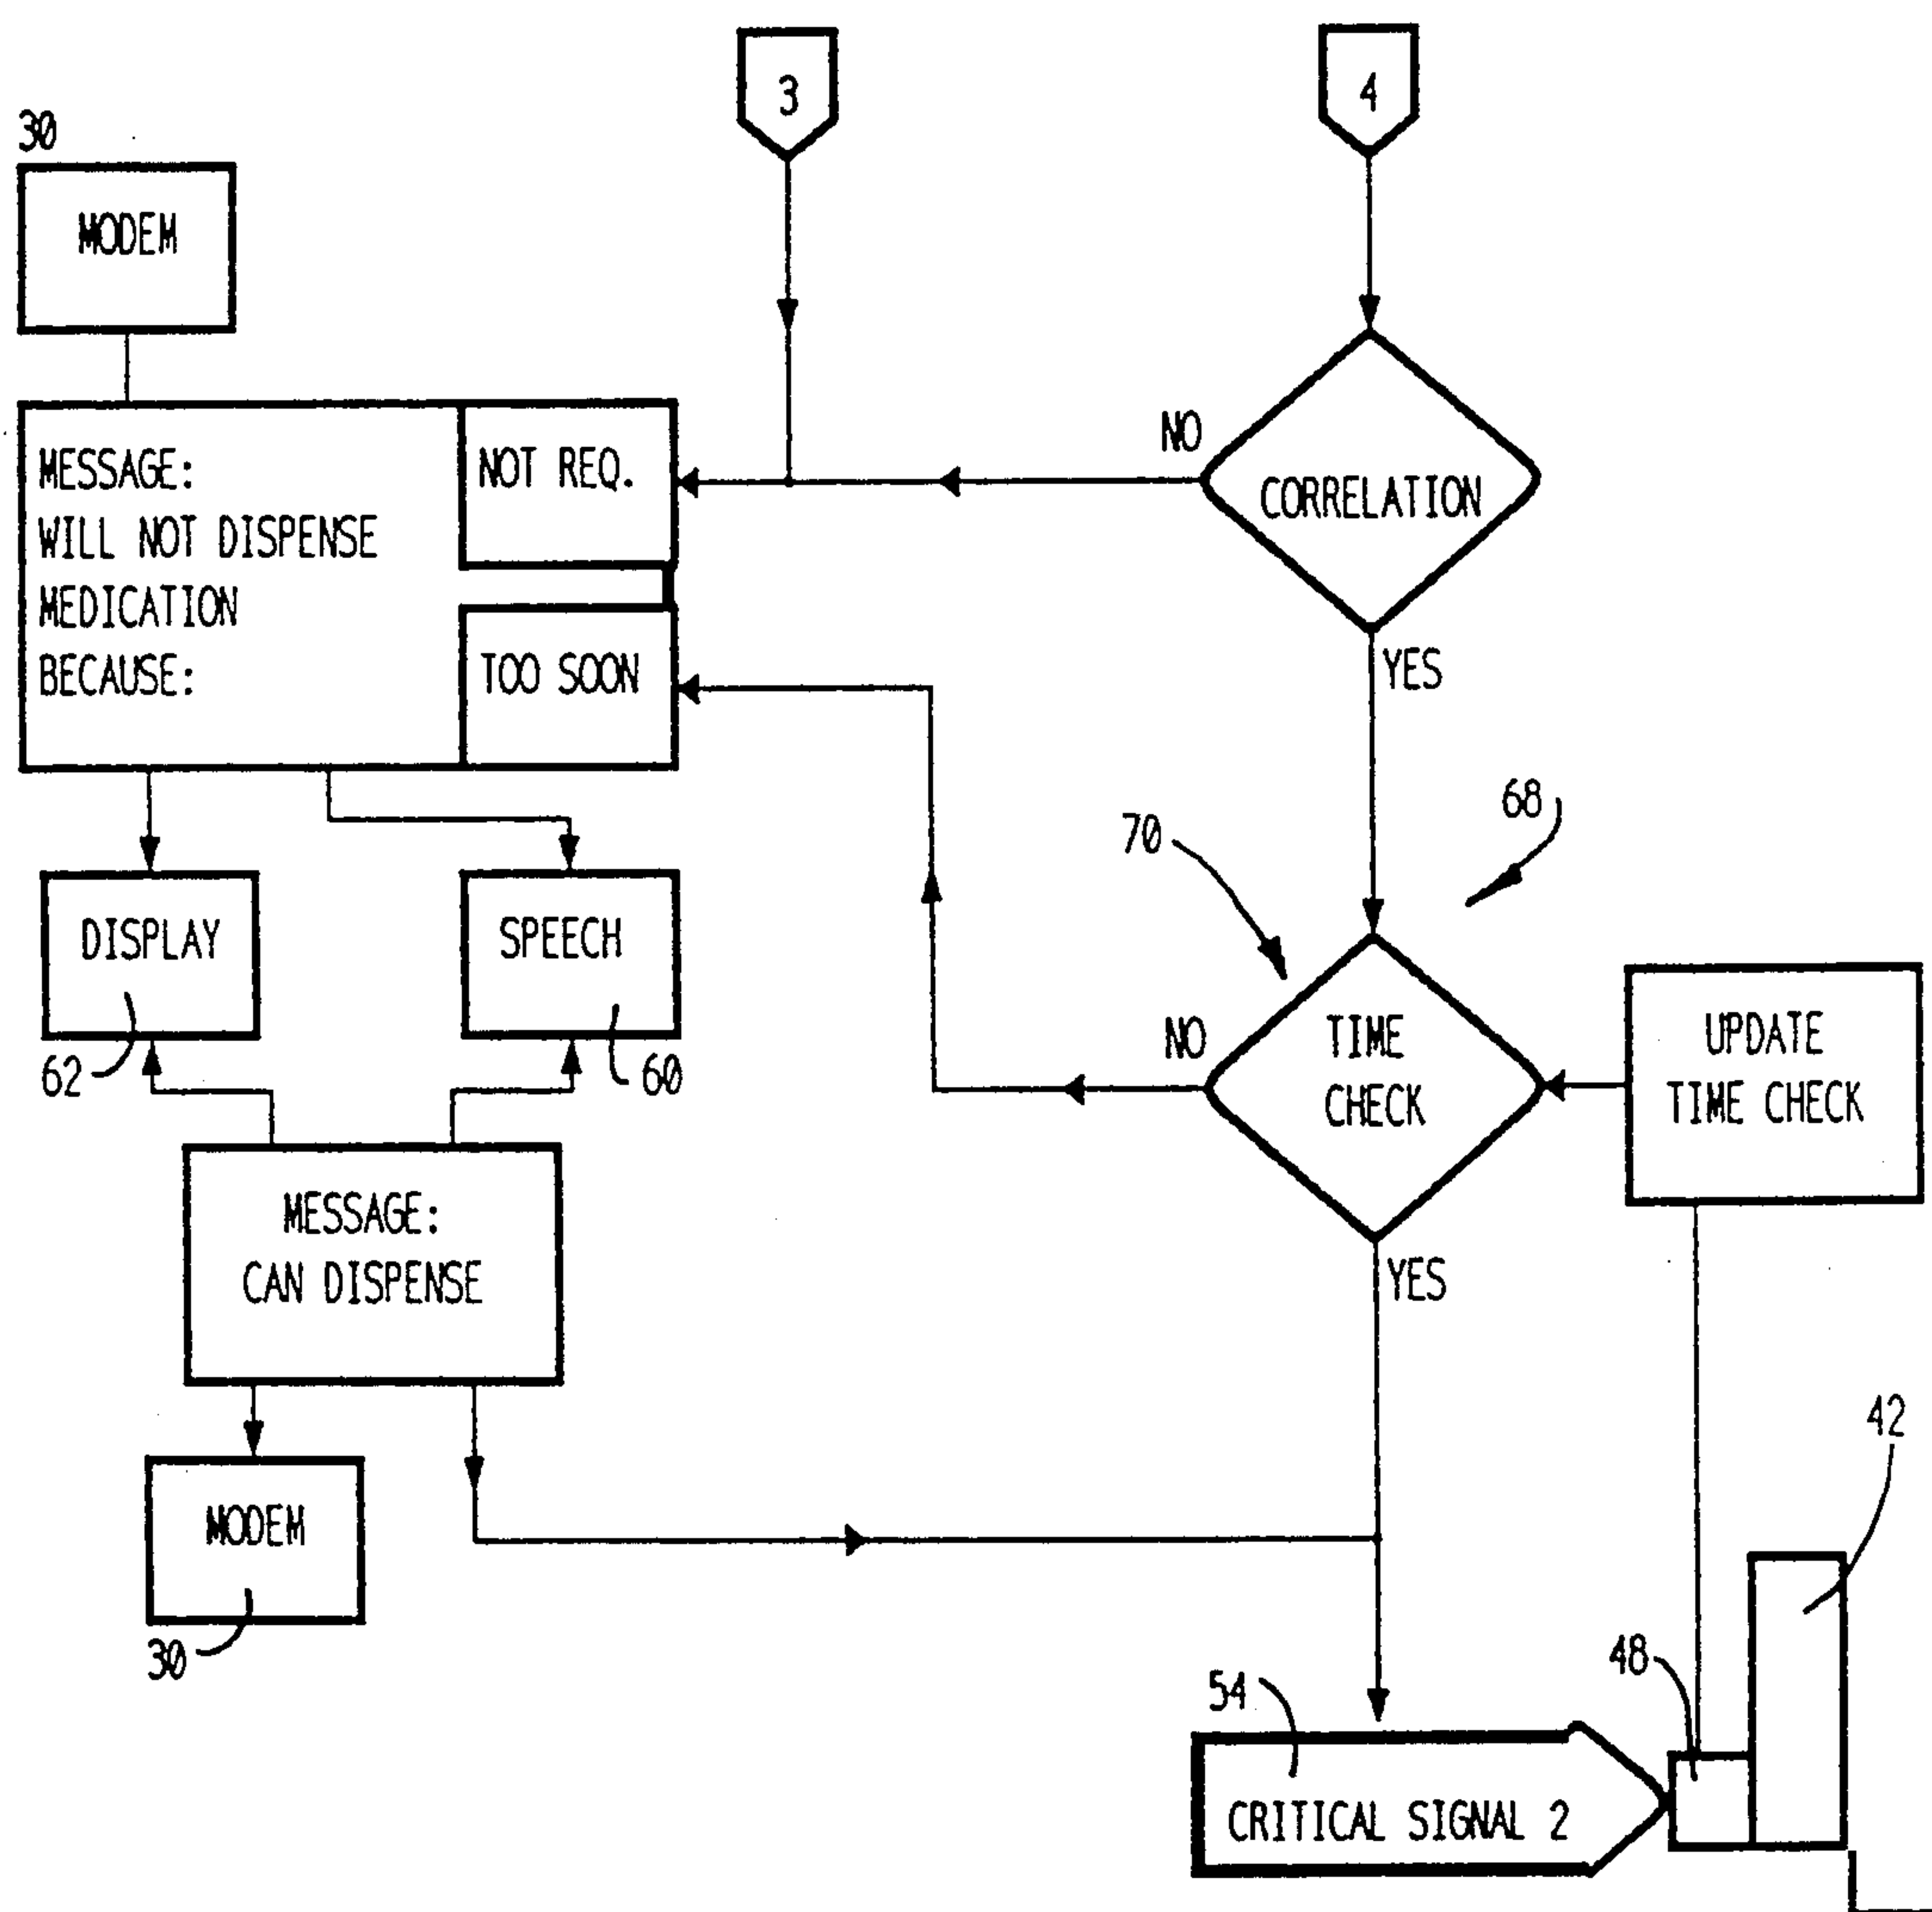 3
4
30
MODEM
MESSAGE:
WILL NOT DISPENSE
MEDICATION
BECAUSE:
NOT REQ.
TOO SOON
NO
CORRELATION
YES
68
70
DISPLAY
SPEECH
62
60
NO
TIME
CHECK
UPDATE
TIME CHECK
YES
MESSAGE:
CAN DISPENSE
MODEM
30
42
48
54
CRITICAL SIGNAL 2